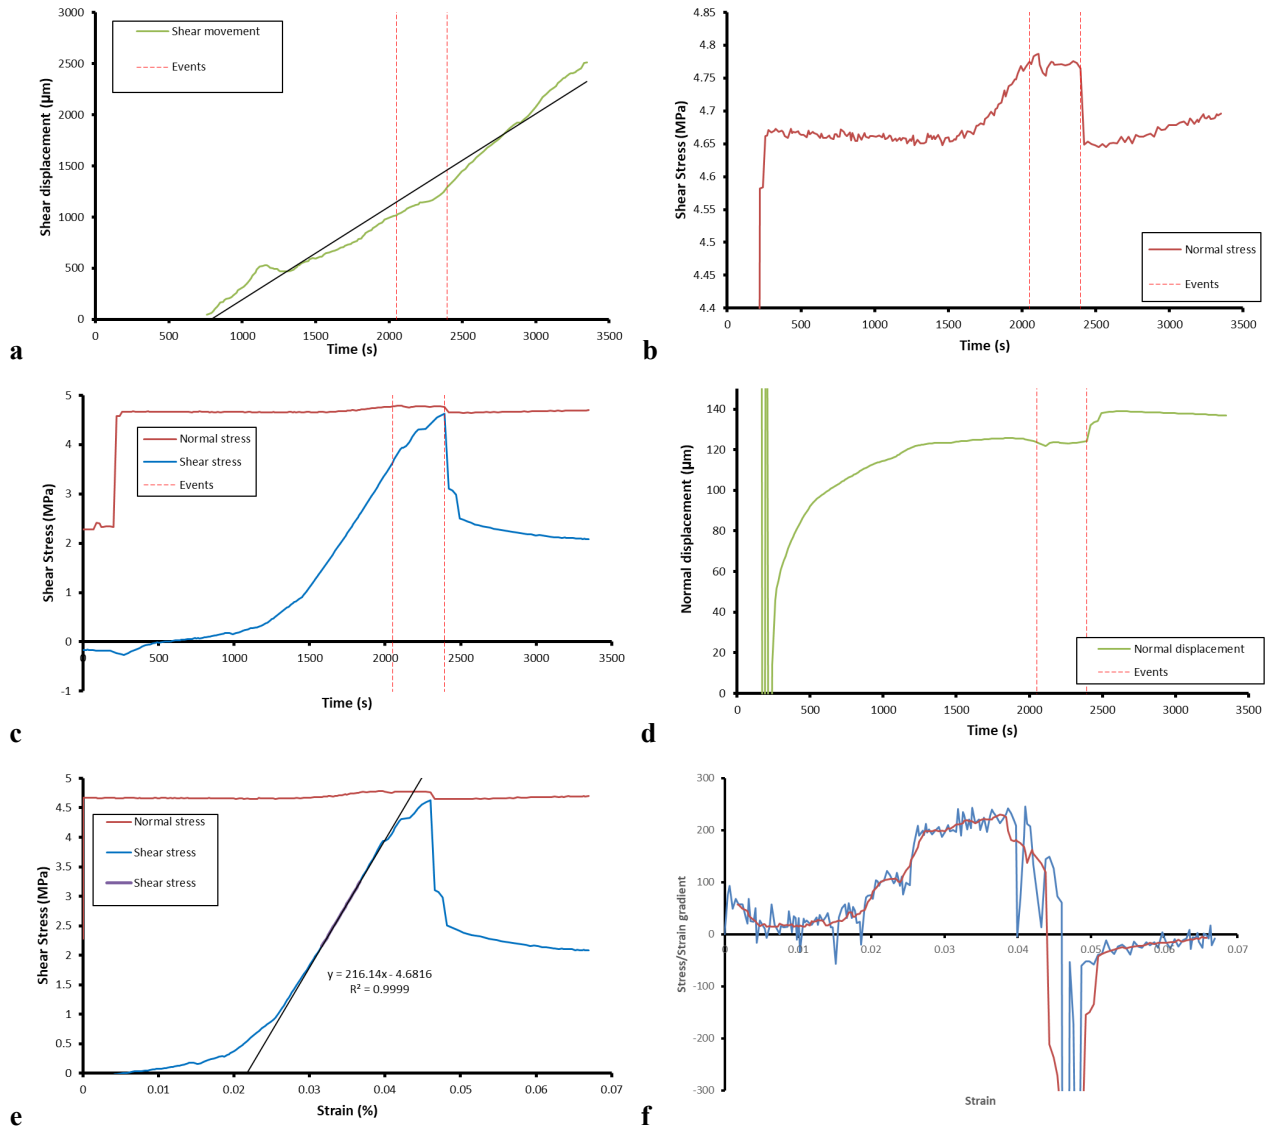 3000
2500
2000
1500
1000
500
0
Shear displacement (µm)
Shear movement
Events
0 500 1000 1500 2000 2500 3000 3500
Time (s)
a
4.85
4.8
4.75
4.7
4.65
4.6
4.55
4.5
4.45
4.4
Shear Stress (MPa)
Normal stress
Events
0 500 1000 1500 2000 2500 3000 3500
Time (s)
b
5
4
3
2
1
0
-1
Shear Stress (MPa)
Normal stress
Shear stress
Events
0 500 1000 1500 2000 2500 3000 3500
Time (s)
c
140
120
100
80
60
40
20
0
Normal displacement (µm)
Normal displacement
Events
0 500 1000 1500 2000 2500 3000 3500
Time (s)
d
5
4.5
4
3.5
3
2.5
2
1.5
1
0.5
0
Shear Stress (MPa)
Normal stress
Shear stress
Shear stress
y = 216.14x - 4.6816
R² = 0.9999
0 0.01 0.02 0.03 0.04 0.05 0.06 0.07
Strain (%)
e
300
200
100
0
-100
-200
-300
Stress/Strain gradient
0 0.01 0.02 0.03 0.04 0.05 0.06 0.07
Strain
f